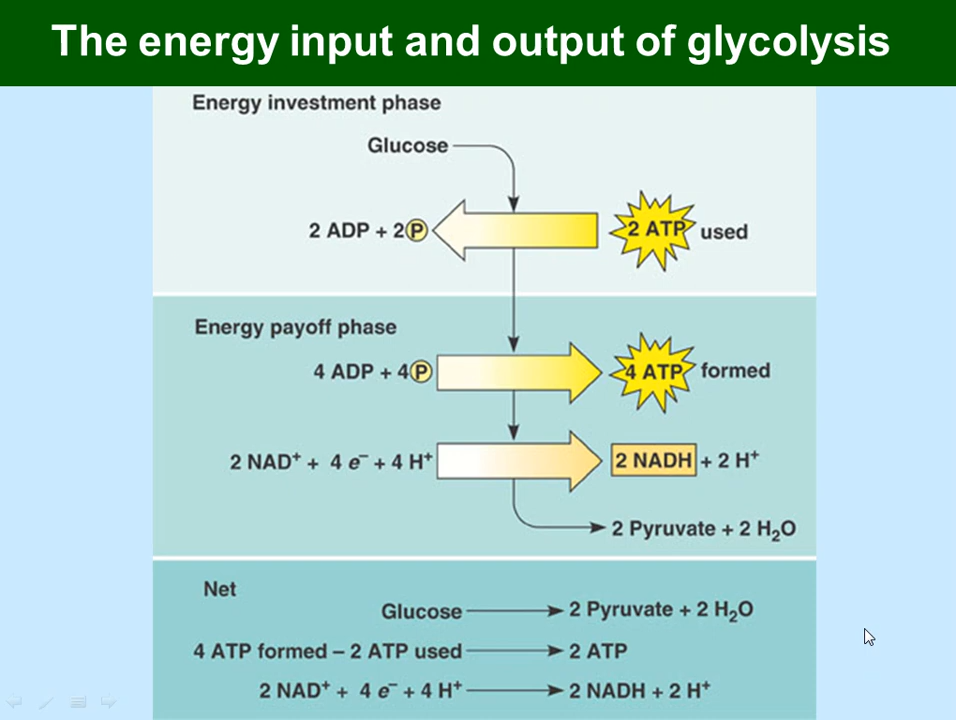 The energy input and output of glycolysis
Energy investment phase
Glucose
2 ADP + 2 P
2 ATP used
Energy payoff phase
4 ADP + 4 P
4 ATP formed
2 NAD⁺ + 4 e⁻ + 4 H⁺
2 NADH + 2 H⁺
2 Pyruvate + 2 H₂O
Net
Glucose 2 Pyruvate + 2 H₂O
4 ATP formed – 2 ATP used 2 ATP
2 NAD⁺ + 4 e⁻ + 4 H⁺ 2 NADH + 2 H⁺